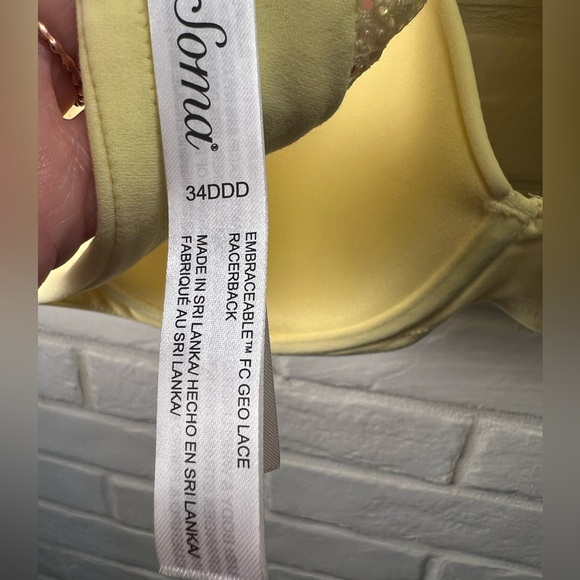 Soma®
34DDD
EMBRACEABLE™ FC GEO LACE
RACERBACK
MADE IN SRI LANKA/ HECHO EN SRI LANKA/
FABRIQUÉ AU SRI LANKA/